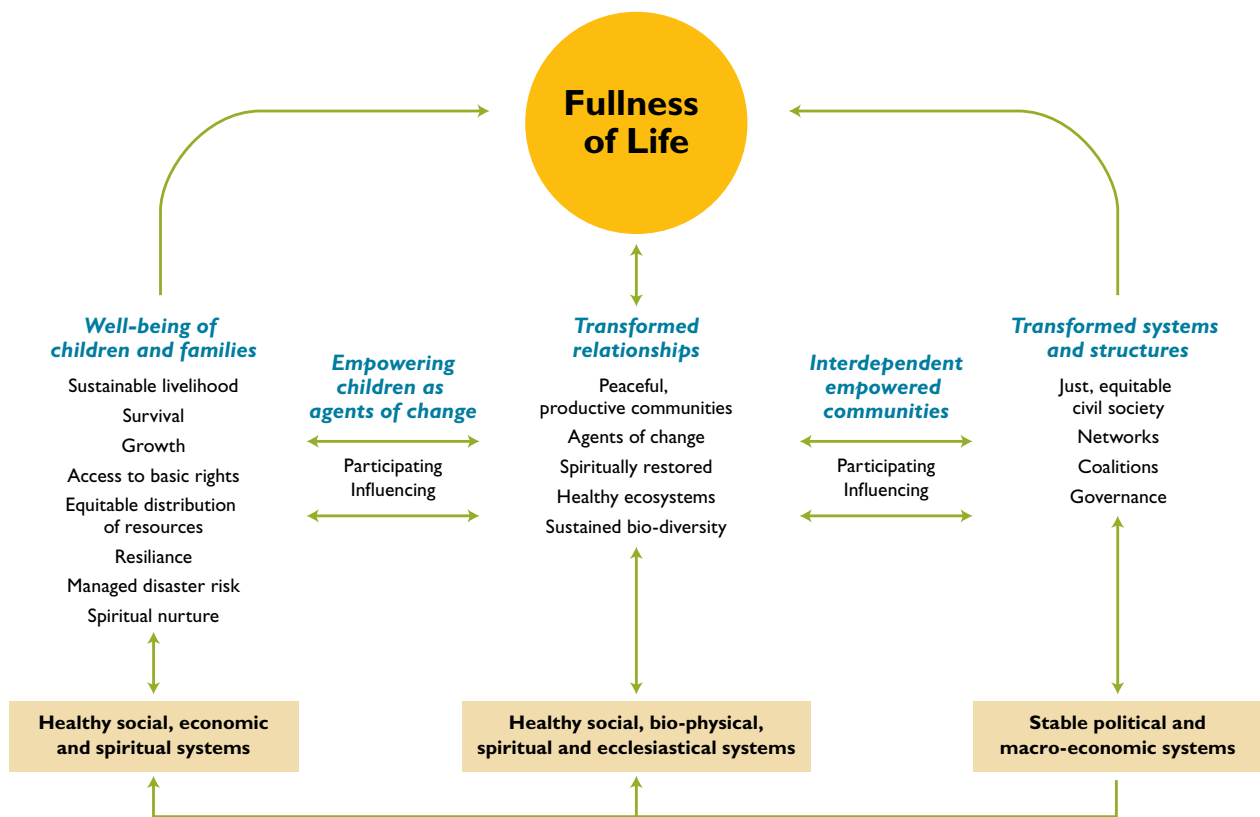 Fullness
of Life
Well-being of
children and families
Sustainable livelihood
Survival
Growth
Access to basic rights
Equitable distribution
of resources
Resiliance
Managed disaster risk
Spiritual nurture
Empowering
children as
agents of change
Participating
Influencing
Transformed
relationships
Peaceful,
productive communities
Agents of change
Spiritually restored
Healthy ecosystems
Sustained bio-diversity
Interdependent
empowered
communities
Participating
Influencing
Transformed systems
and structures
Just, equitable
civil society
Networks
Coalitions
Governance
Healthy social, economic
and spiritual systems
Healthy social, bio-physical,
spiritual and ecclesiastical systems
Stable political and
macro-economic systems